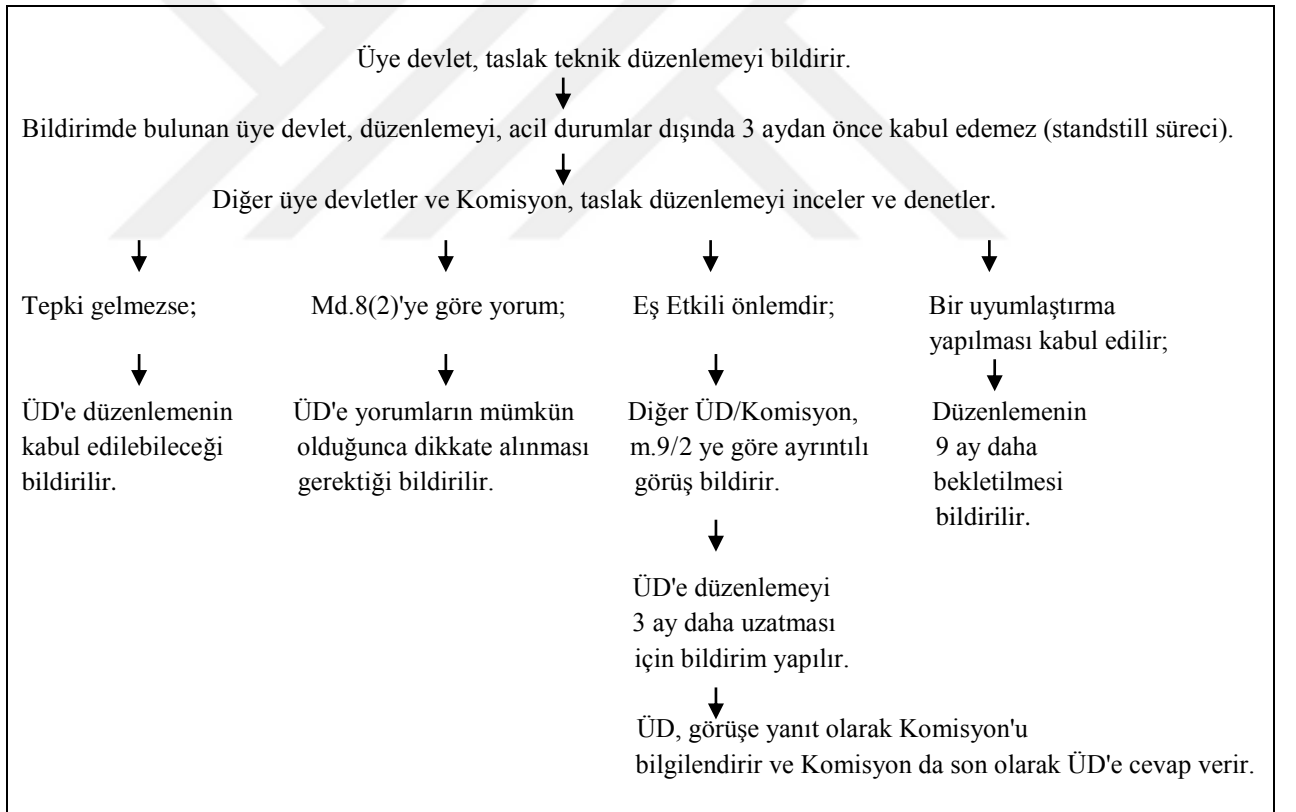 Üye devlet, taslak teknik düzenlemeyi bildirir.
Bildirimde bulunan üye devlet, düzenlemeyi, acil durumlar dışında 3 aydan önce kabul edemez (standstill süreci).
Diğer üye devletler ve Komisyon, taslak düzenlemeyi inceler ve denetler.
Tepki gelmezse;
ÜD'e düzenlemenin
kabul edilebileceği
bildirilir.
Md.8(2)'ye göre yorum;
ÜD'e yorumların mümkün
olduğunca dikkate alınması
gerektiği bildirilir.
Eş Etkili önlemdir;
Diğer ÜD/Komisyon,
m.9/2 ye göre ayrıntılı
görüş bildirir.
ÜD'e düzenlemeyi
3 ay daha uzatması
için bildirim yapılır.
ÜD, görüşe yanıt olarak Komisyon'u
bilgilendirir ve Komisyon da son olarak ÜD'e cevap verir.
Bir uyumlaştırma
yapılması kabul edilir;
Düzenlemenin
9 ay daha
bekletilmesi
bildirilir.